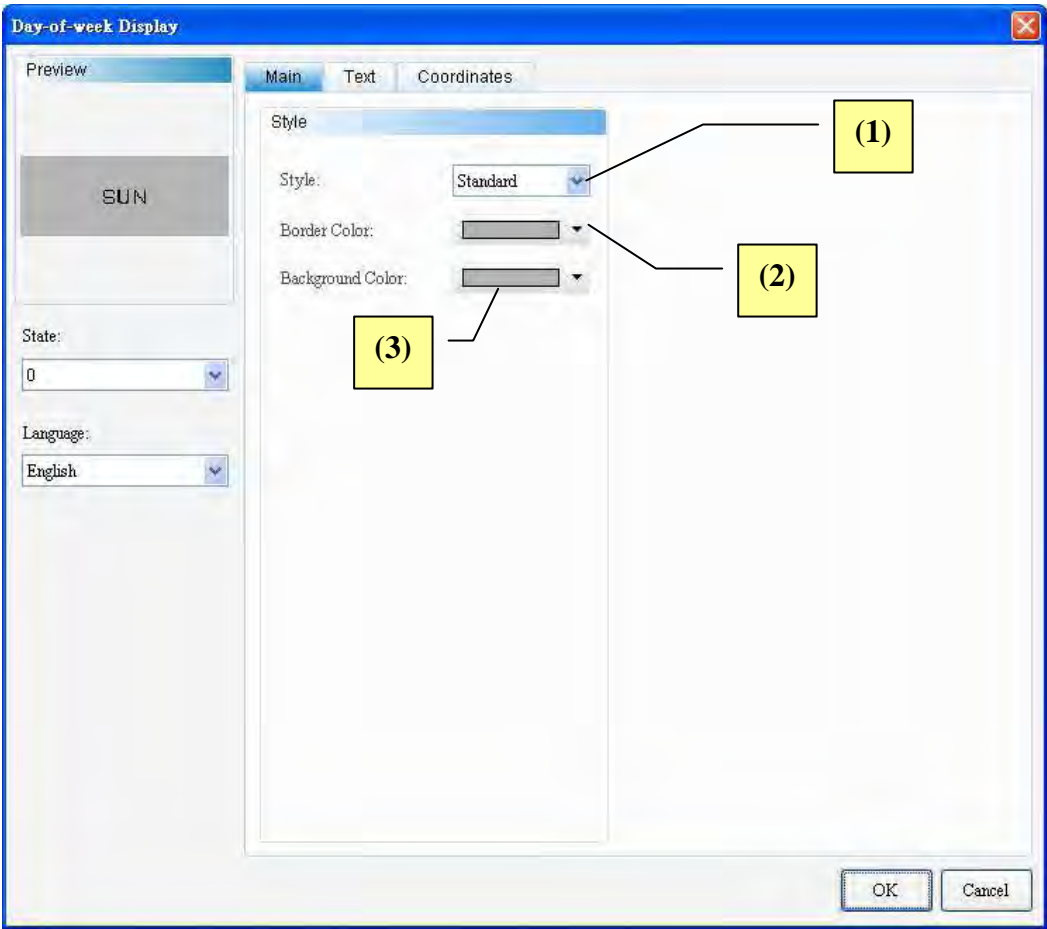 Day-of-week Display
Preview
SUN
State:
0
Language:
English
Main Text Coordinates
Style
Style: Standard
Border Color:
Background Color:
(1)
(2)
(3)
OK Cancel